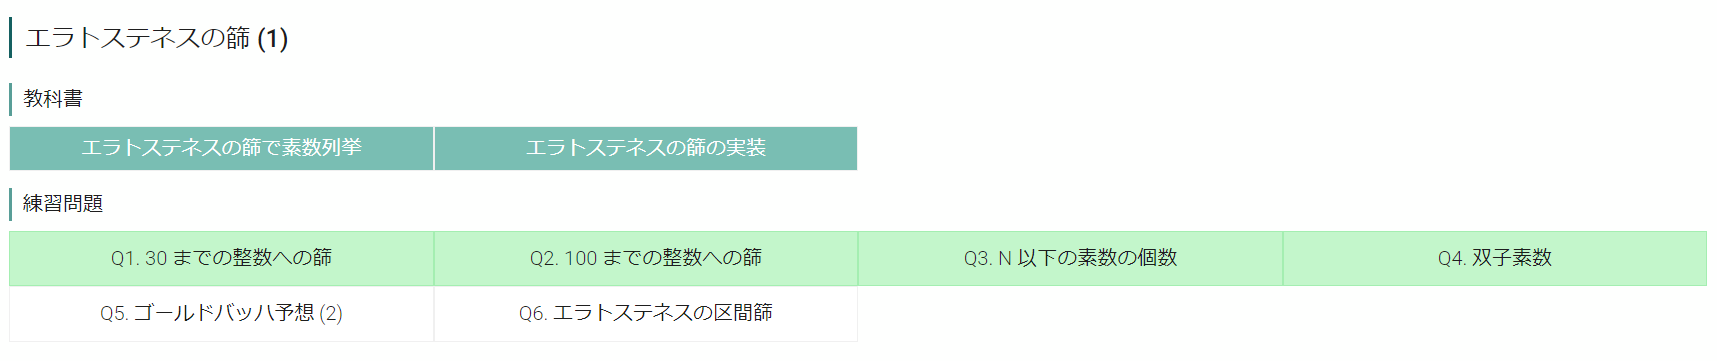 エラトステネスの篩 (1)
教科書
エラトステネスの篩で素数列挙 エラトステネスの篩の実装
練習問題
Q1. 30 までの整数への篩 Q2. 100 までの整数への篩 Q3. N 以下の素数の個数 Q4. 双子素数
Q5. ゴールドバッハ予想 (2) Q6. エラトステネスの区間篩